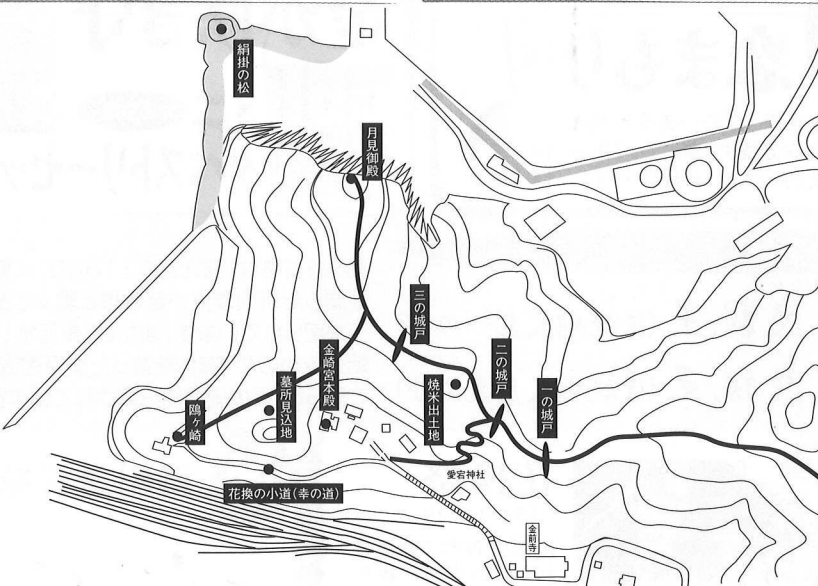 絹掛の松
月見御殿
三の城戸
二の城戸
一の城戸
金崎宮本殿
焼米出土地
墓所見込地
鴎ヶ崎
花換の小道(幸の道)
愛宕神社
金前寺